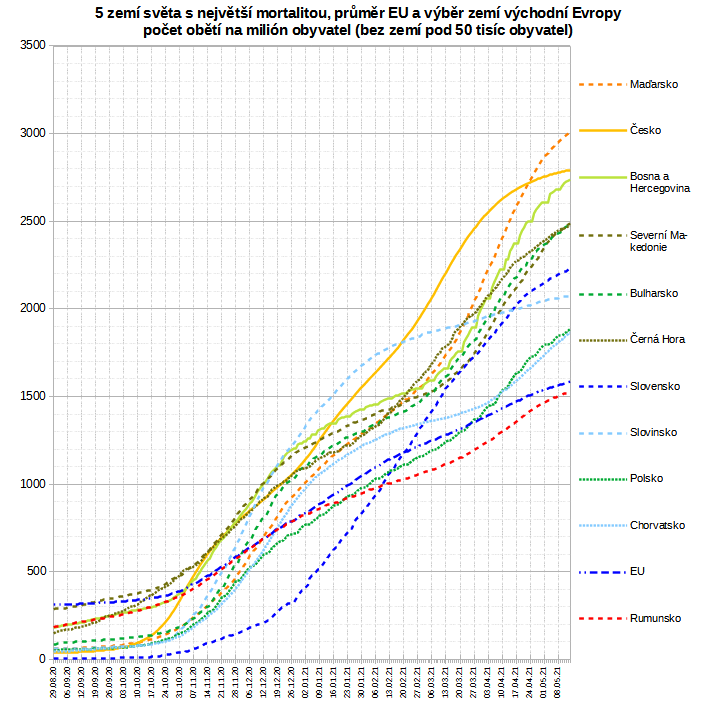 5 zemí světa s největší mortalitou, průměr EU a výběr zemí východní Evropy
počet obětí na milión obyvatel (bez zemí pod 50 tisíc obyvatel)
3500
3000
2500
2000
1500
1000
500
0
29.08.20
05.09.20
12.09.20
19.09.20
26.09.20
03.10.20
10.10.20
17.10.20
24.10.20
31.10.20
07.11.20
14.11.20
21.11.20
28.11.20
05.12.20
12.12.20
19.12.20
26.12.20
02.01.21
09.01.21
16.01.21
23.01.21
30.01.21
06.02.21
13.02.21
20.02.21
27.02.21
06.03.21
13.03.21
20.03.21
27.03.21
03.04.21
10.04.21
17.04.21
24.04.21
01.05.21
08.05.21
Maďarsko
Česko
Bosna a
Hercegovina
Severní Ma-
kedonie
Bulharsko
Černá Hora
Slovensko
Slovinsko
Polsko
Chorvatsko
EU
Rumunsko